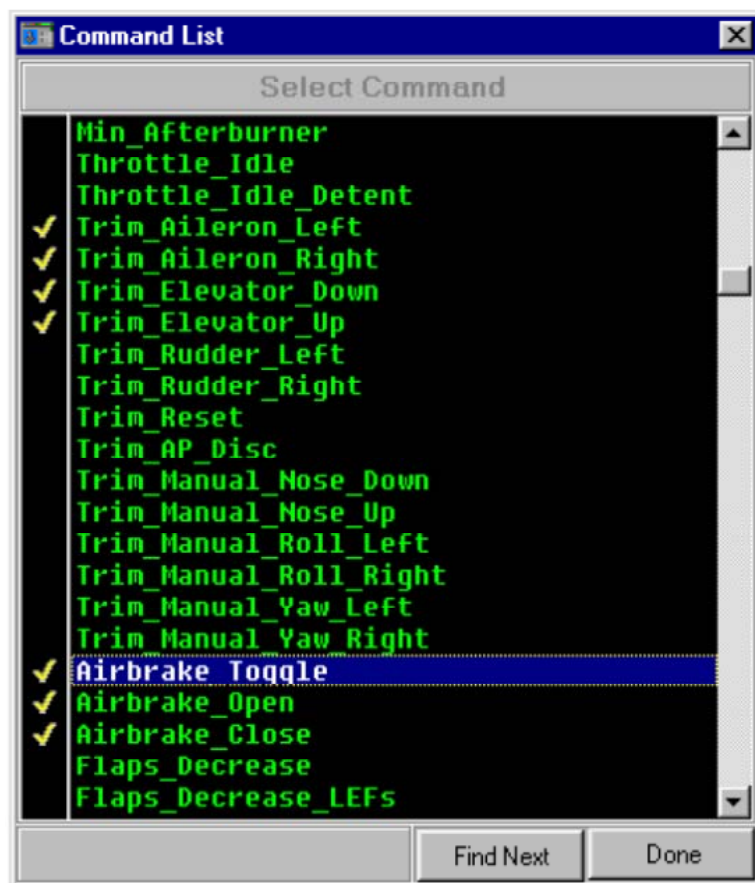 Command List
Select Command
Min_Afterburner
Throttle_Idle
Throttle_Idle_Detent
Trim_Aileron_Left
Trim_Aileron_Right
Trim_Elevator_Down
Trim_Elevator_Up
Trim_Rudder_Left
Trim_Rudder_Right
Trim_Reset
Trim_AP_Disc
Trim_Manual_Nose_Down
Trim_Manual_Nose_Up
Trim_Manual_Roll_Left
Trim_Manual_Roll_Right
Trim_Manual_Yaw_Left
Trim_Manual_Yaw_Right
Airbrake_Toggle
Airbrake_Open
Airbrake_Close
Flaps_Decrease
Flaps_Decrease_LEFs
Find Next Done